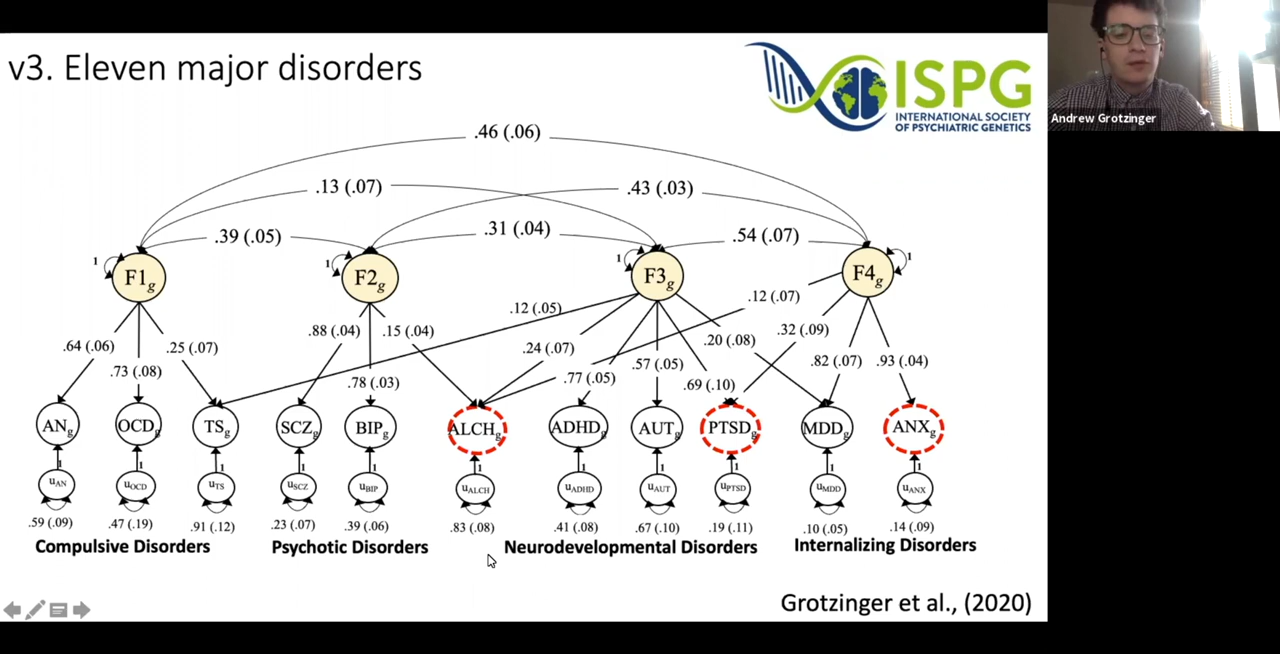 v3. Eleven major disorders
ISPG
INTERNATIONAL SOCIETY
OF PSYCHIATRIC GENETICS
Andrew Grotzinger
.46 (.06)
.13 (.07)
.43 (.03)
.39 (.05)
.31 (.04)
.54 (.07)
1
1
1
1
F1g
F2g
F3g
F4g
.12 (.05)
.12 (.07)
.64 (.06)
.73 (.08)
.25 (.07)
.88 (.04)
.15 (.04)
.78 (.03)
.24 (.07)
.77 (.05)
.57 (.05)
.69 (.10)
.20 (.08)
.32 (.09)
.82 (.07)
.93 (.04)
ANg
OCDg
TSg
SCZg
BIPg
ALCHg
ADHDg
AUTg
PTSDg
MDDg
ANXg
1 1 1 1 1 1 1 1 1 1 1
uAN
uOCD
uTS
uSCZ
uBIP
uALCH
uADHD
uAUT
uPTSD
uMDD
uANX
.59 (.09)
.47 (.19)
.91 (.12)
.23 (.07)
.39 (.06)
.83 (.08)
.41 (.08)
.67 (.10)
.19 (.11)
.10 (.05)
.14 (.09)
Compulsive Disorders
Psychotic Disorders
Neurodevelopmental Disorders
Internalizing Disorders
Grotzinger et al., (2020)